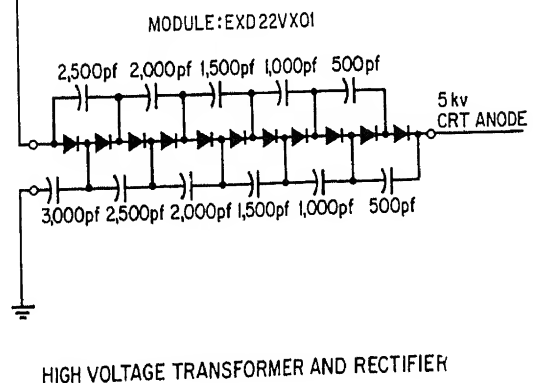 MODULE:EXD22VX01
2,500pf 2,000pf 1,500pf 1,000pf 500pf
5kv
CRT ANODE
3,000pf 2,500pf 2,000pf 1,500pf 1,000pf 500pf
HIGH VOLTAGE TRANSFORMER AND RECTIFIER